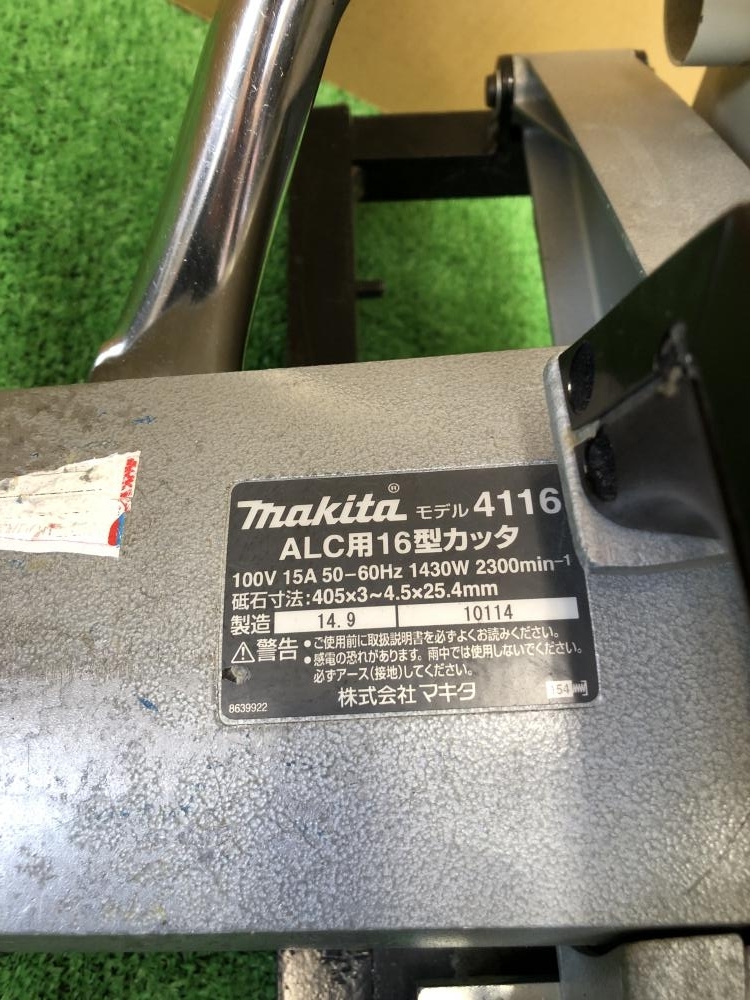 makita® モデル 4116
ALC用16型カッタ
100V 15A 50−60Hz 1430W 2300min⁻¹
砥石寸法:405×3~4.5×25.4mm
製造 14.9 10114
⚠警告 ●ご使用前に取扱説明書を必ずよくお読みください。
●感電の恐れがあります。雨中では使用しないでください。
必ずアース(接地)してください。
株式会社マキタ
8639922
154